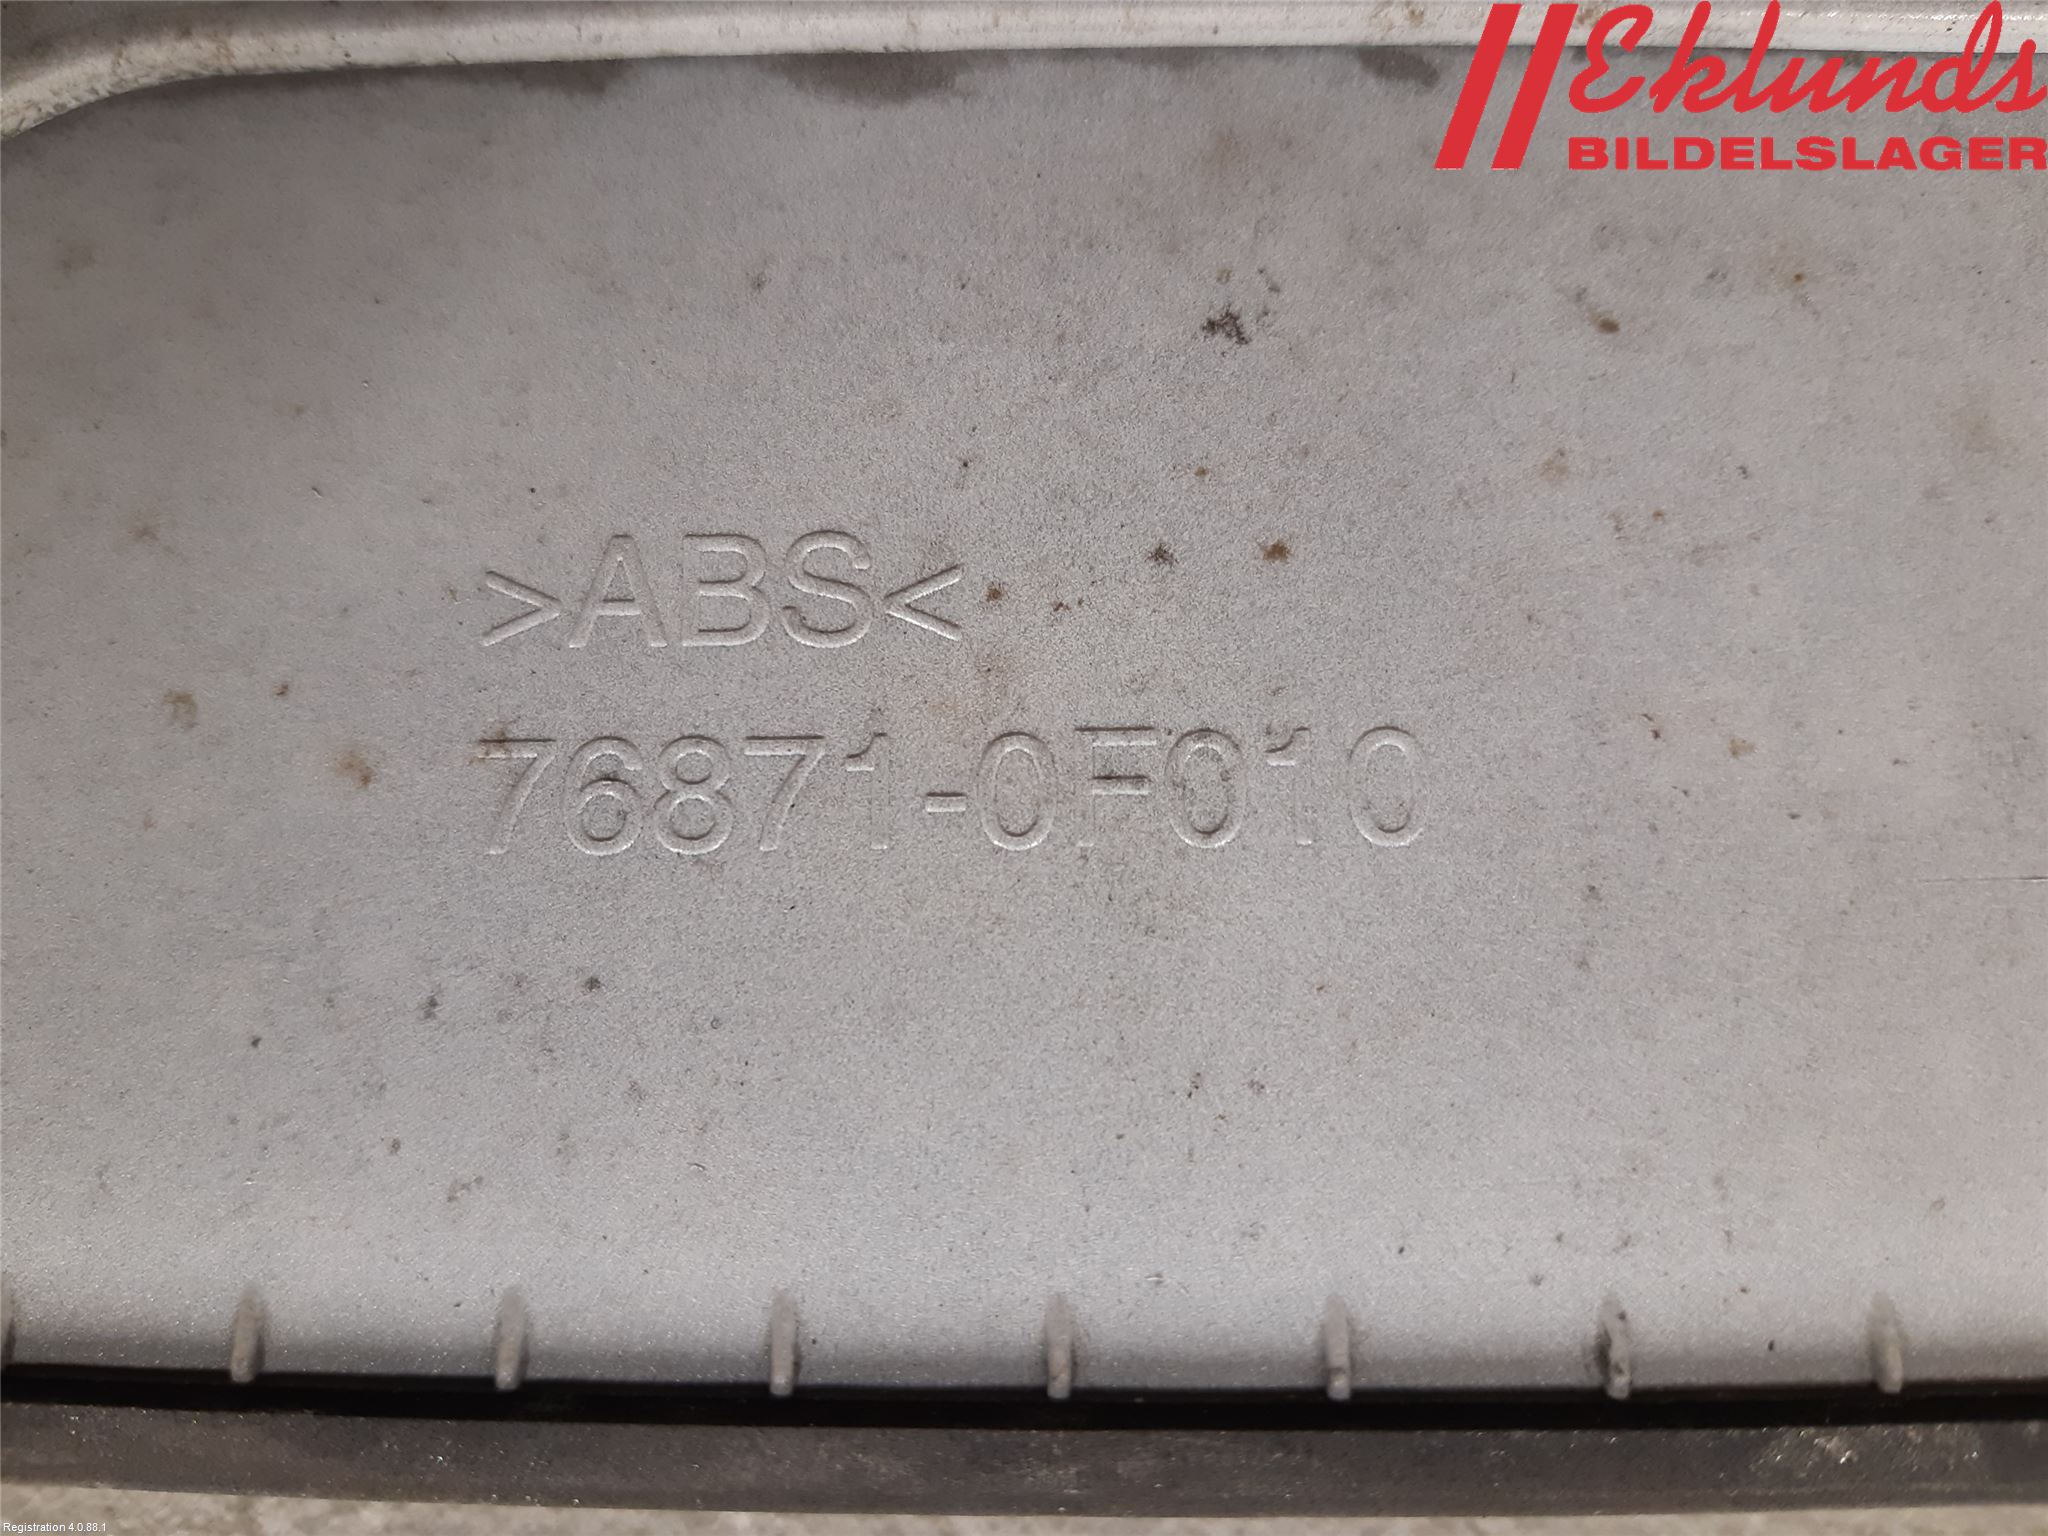 Eklunds
BILDELSLAGER
>ABS<
76871-0F010
Registration 4.0.88.1